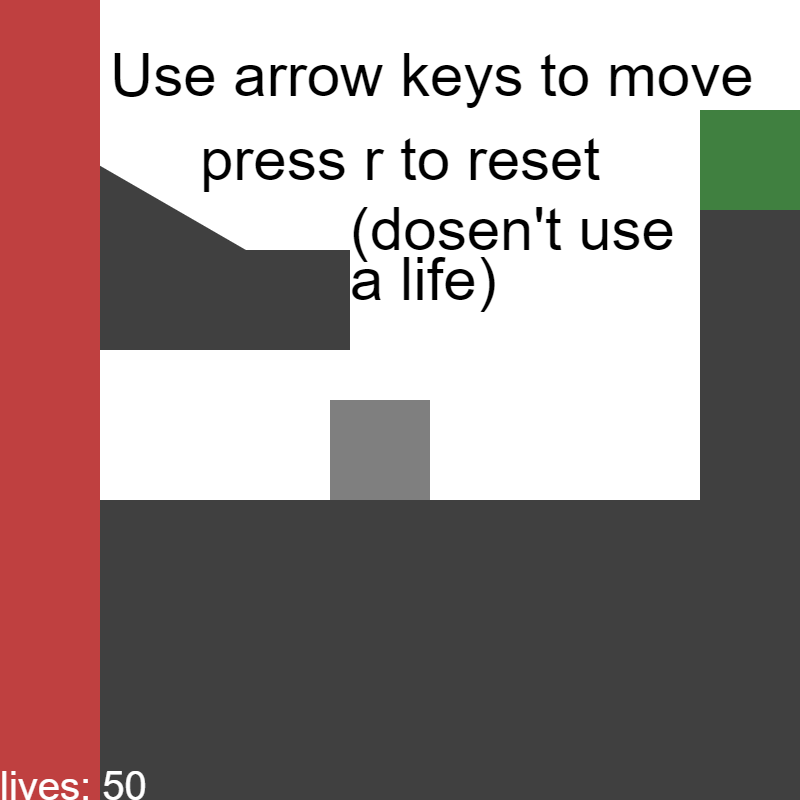 Use arrow keys to move
press r to reset
(dosen't use
a life)
lives: 50